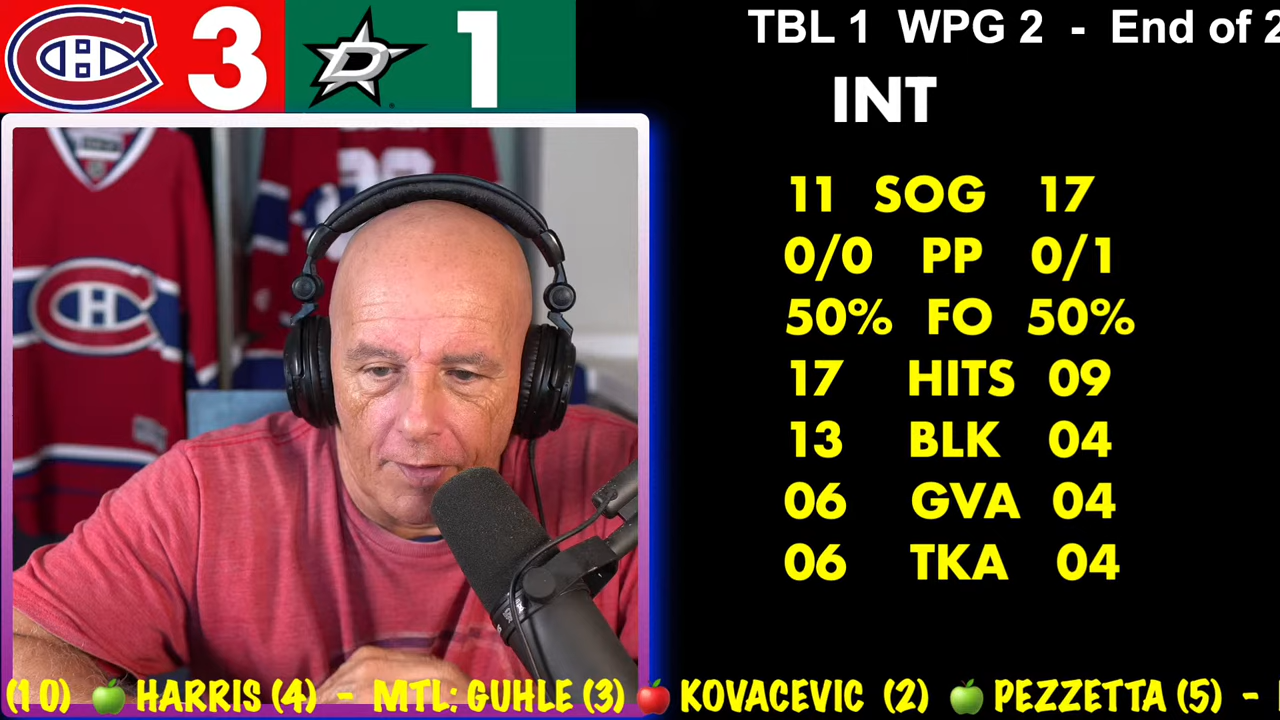 3 1
TBL 1 WPG 2 - End of 2
INT
11 SOG 17
0/0 PP 0/1
50% FO 50%
17 HITS 09
13 BLK 04
06 GVA 04
06 TKA 04
(10) HARRIS (4) - MTL: GUHLE (3) KOVACEVIC (2) PEZZETTA (5) -